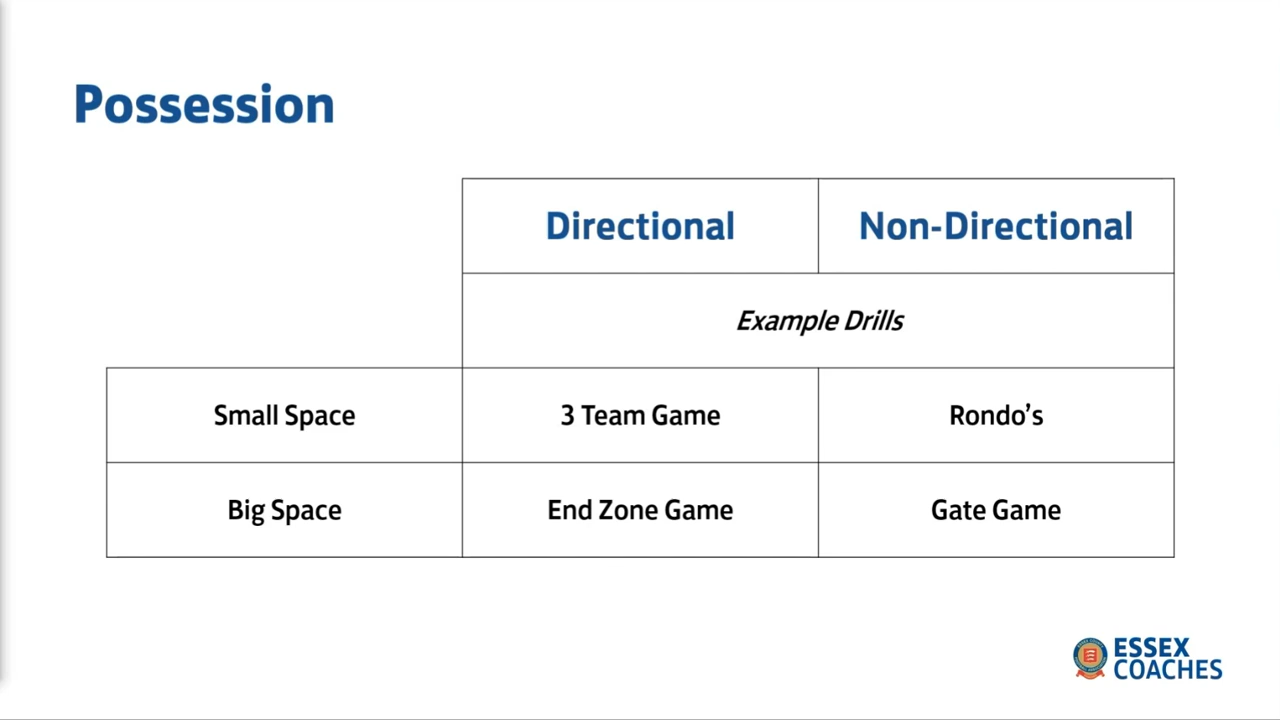 Possession
Directional
Non-Directional
Example Drills
Small Space
3 Team Game
Rondo’s
Big Space
End Zone Game
Gate Game
ESSEX
COACHES